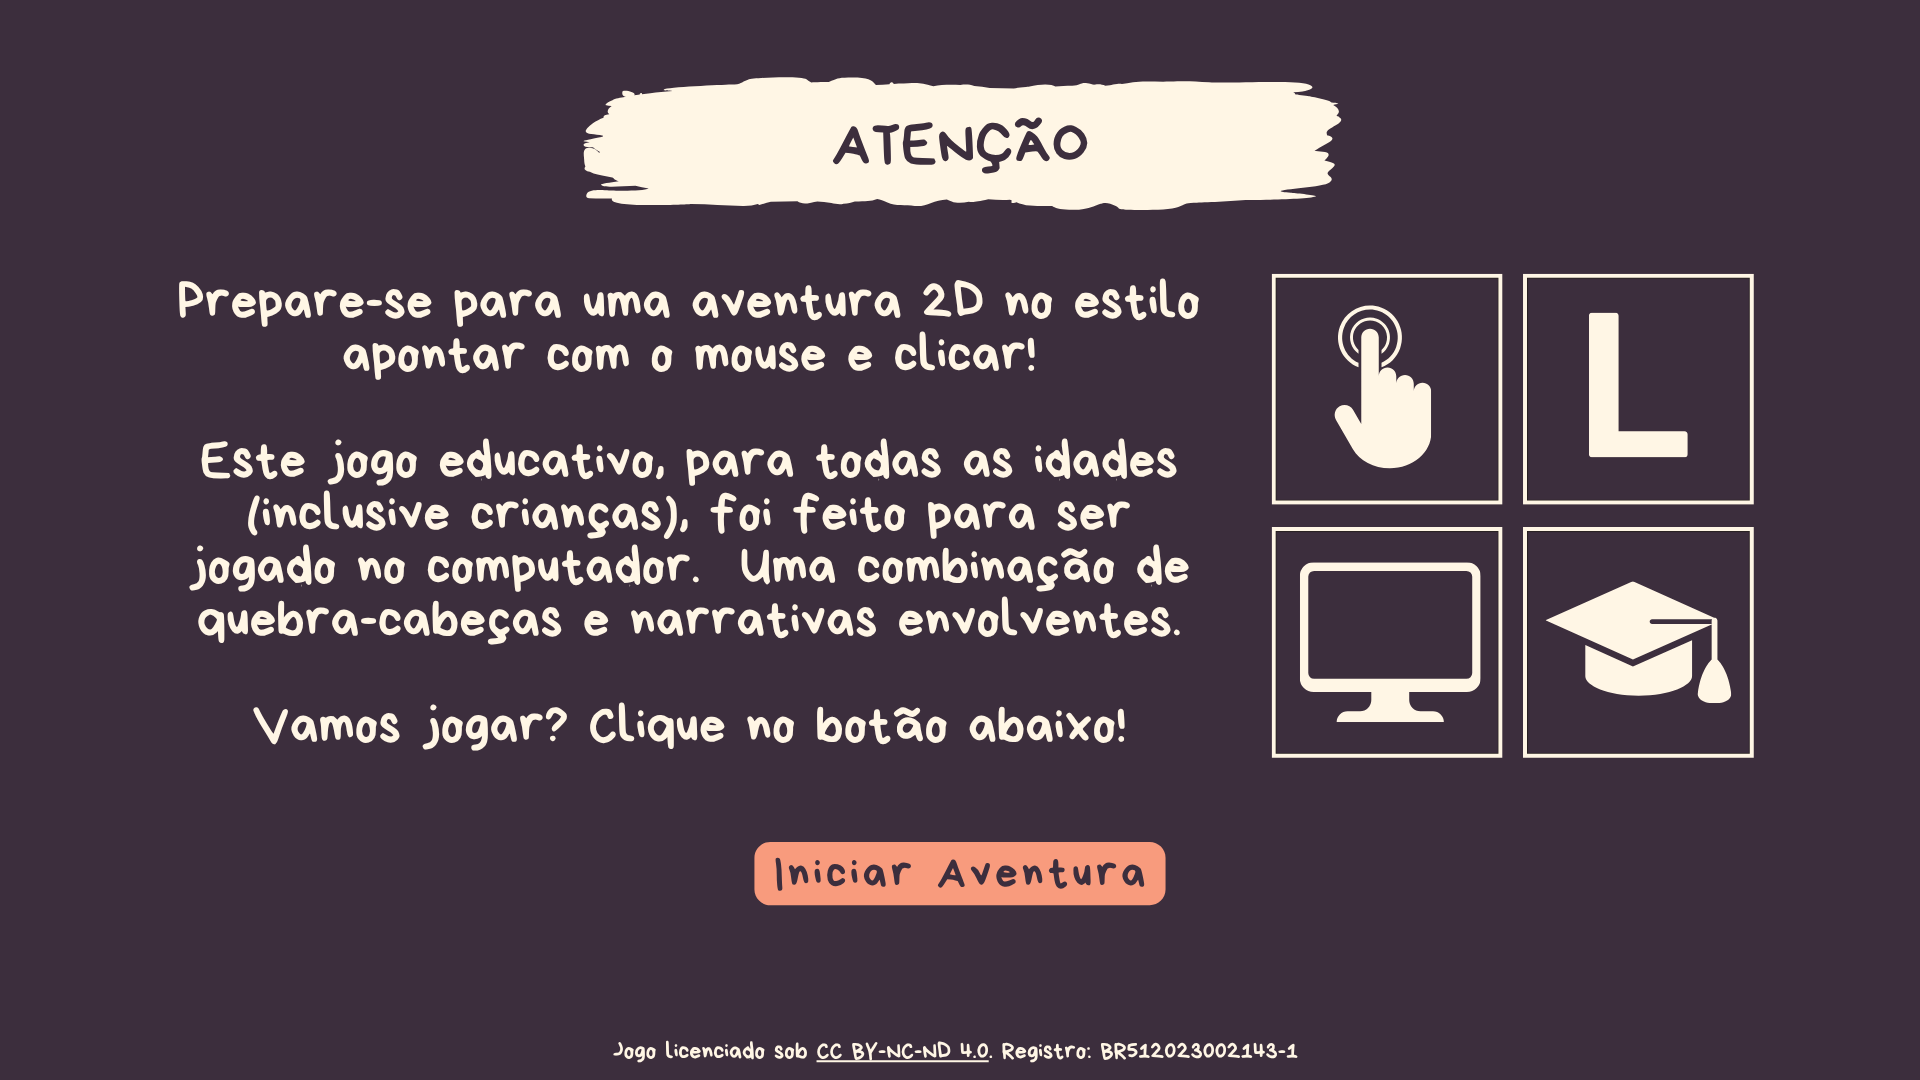 ATENÇÃO
Prepare-se para uma aventura 2D no estilo
apontar com o mouse e clicar!
Este jogo educativo, para todas as idades
(inclusive crianças), foi feito para ser
jogado no computador.  Uma combinação de
quebra-cabeças e narrativas envolventes.
Vamos jogar? Clique no botão abaixo!
L
Iniciar Aventura
Jogo licenciado sob CC BY-NC-ND 4.0. Registro: BR512023002143-1